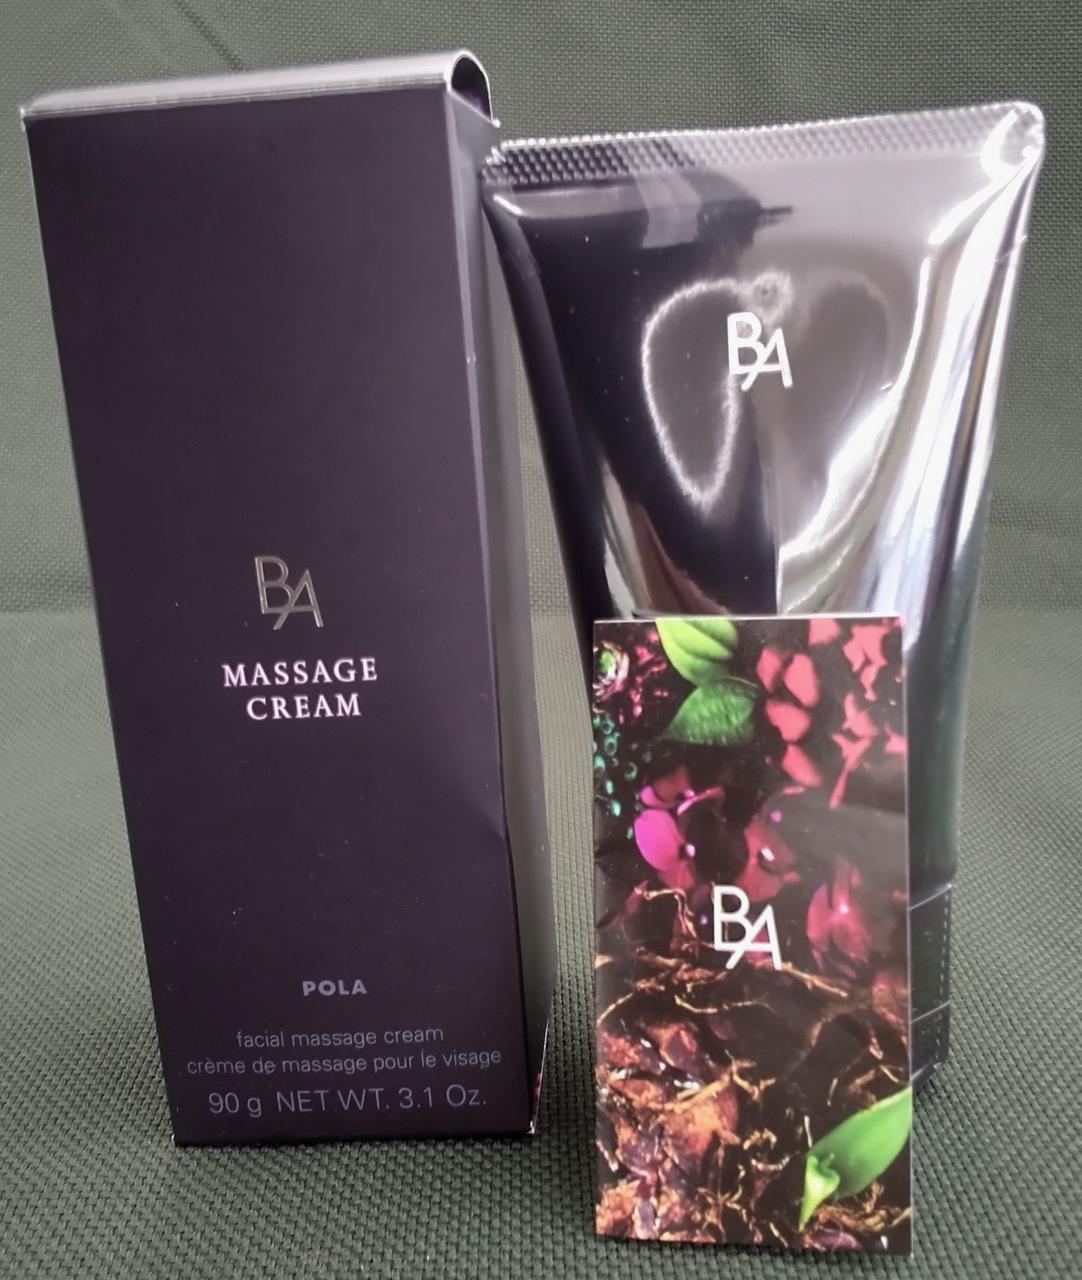 BA
MASSAGE
CREAM
POLA
facial massage cream
crème de massage pour le visage
90 g NET WT. 3.1 Oz.
BA
BA